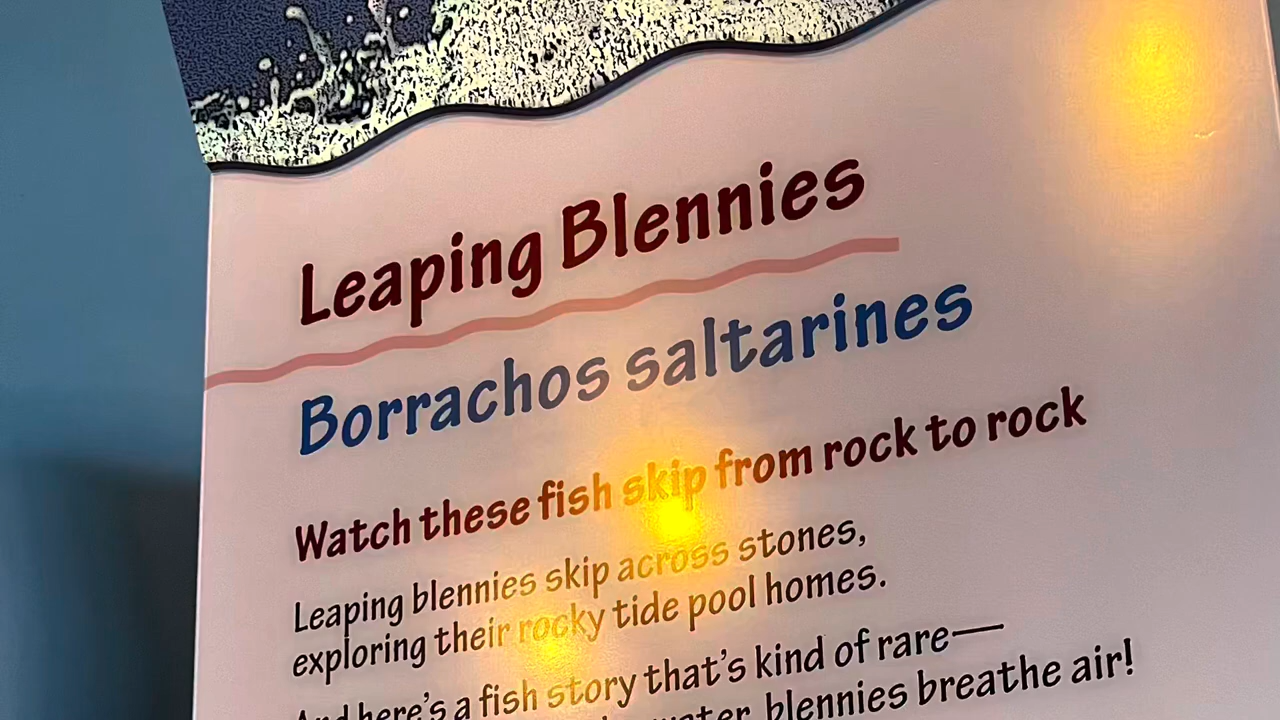 Leaping Blennies
Borrachos saltarines
Watch these fish skip from rock to rock
Leaping blennies skip across stones,
exploring their rocky tide pool homes.
And here's a fish story that's kind of rare—
water, blennies breathe air!